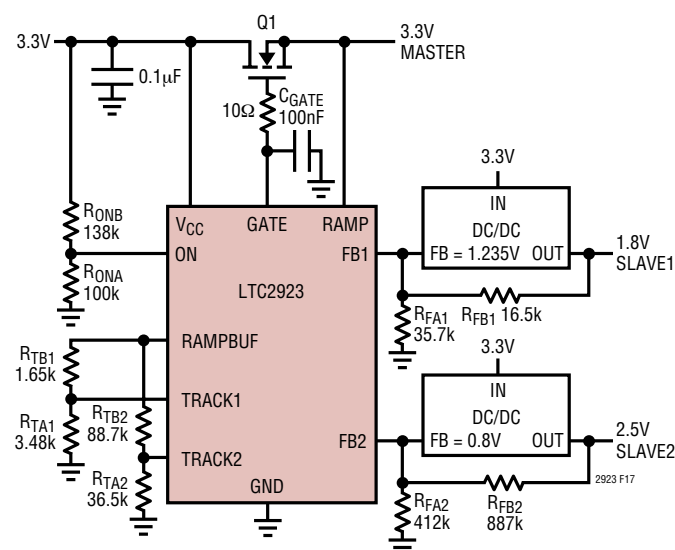 Q1
3.3V
3.3V
MASTER
0.1µF
10Ω
CGATE
100nF
3.3V
RONB
138k
VCC
GATE
RAMP
IN
DC/DC
FB = 1.235V
OUT
1.8V
SLAVE1
ON
FB1
RONA
100k
LTC2923
RFA1
35.7k
RFB1 16.5k
RAMPBUF
3.3V
RTB1
1.65k
IN
DC/DC
FB = 0.8V
OUT
2.5V
SLAVE2
TRACK1
RTA1
3.48k
RTB2
88.7k
FB2
TRACK2
2923 F17
RTA2
36.5k
GND
RFA2
412k
RFB2
887k